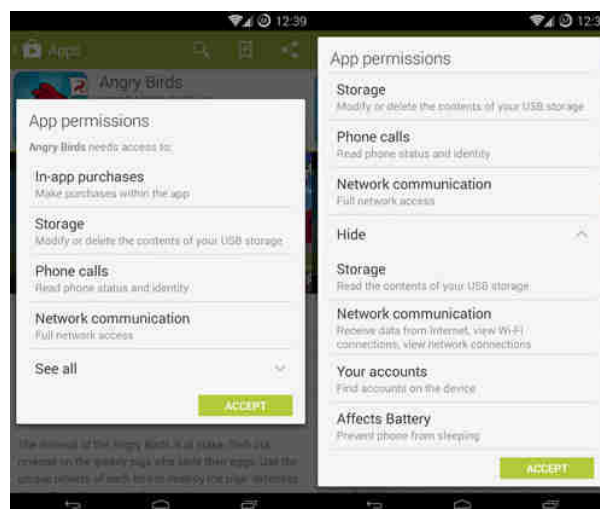 12:39
Apps
Angry Birds
App permissions
Angry Birds needs access to:
In-app purchases
Make purchases within the app
Storage
Modify or delete the contents of your USB storage
Phone calls
Read phone status and identity
Network communication
Full network access
See all
ACCEPT
12:3
App permissions
Storage
Modify or delete the contents of your USB storage
Phone calls
Read phone status and identity
Network communication
Full network access
Hide
Storage
Read the contents of your USB storage
Network communication
Receive data from Internet, view Wi-Fi
connections, view network connections
Your accounts
Find accounts on the device
Affects Battery
Prevent phone from sleeping
ACCEPT